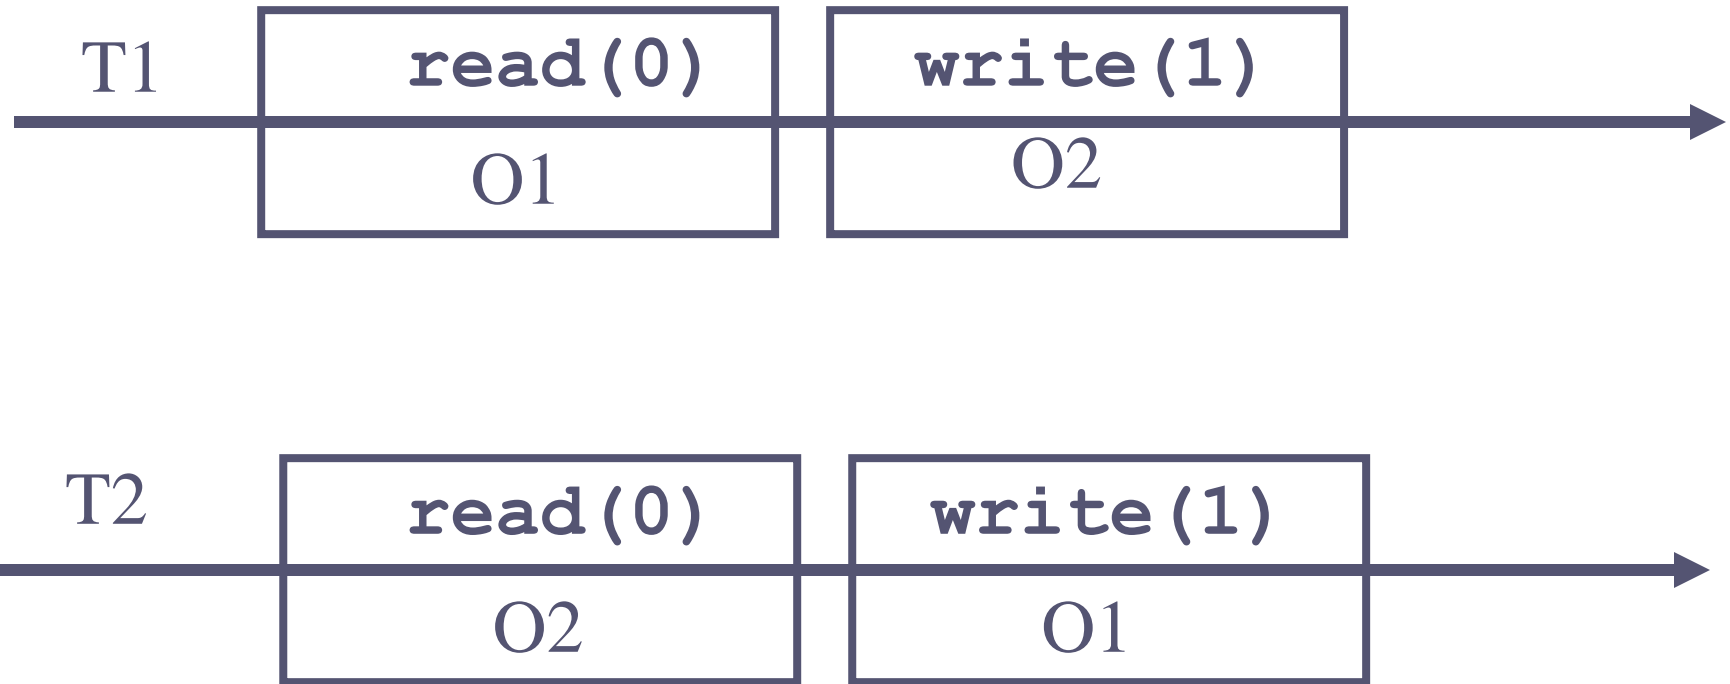 T1
read(0)
write(1)
O1
O2
T2
read(0)
write(1)
O2
O1